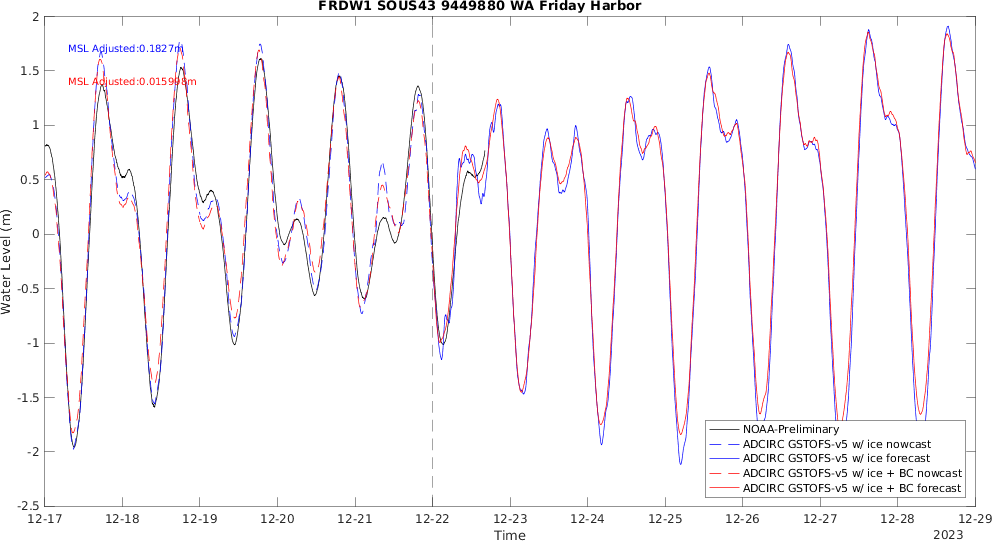 FRDW1 SOUS43 9449880 WA Friday Harbor
MSL Adjusted:0.1827m
MSL Adjusted:0.015998m
Water Level (m)
2
1.5
1
0.5
0
-0.5
-1
-1.5
-2
-2.5
NOAA-Preliminary
ADCIRC GSTOFS-v5 w/ ice nowcast
ADCIRC GSTOFS-v5 w/ ice forecast
ADCIRC GSTOFS-v5 w/ ice + BC nowcast
ADCIRC GSTOFS-v5 w/ ice + BC forecast
12-17 12-18 12-19 12-20 12-21 12-22 12-23 12-24 12-25 12-26 12-27 12-28 12-29
Time
2023